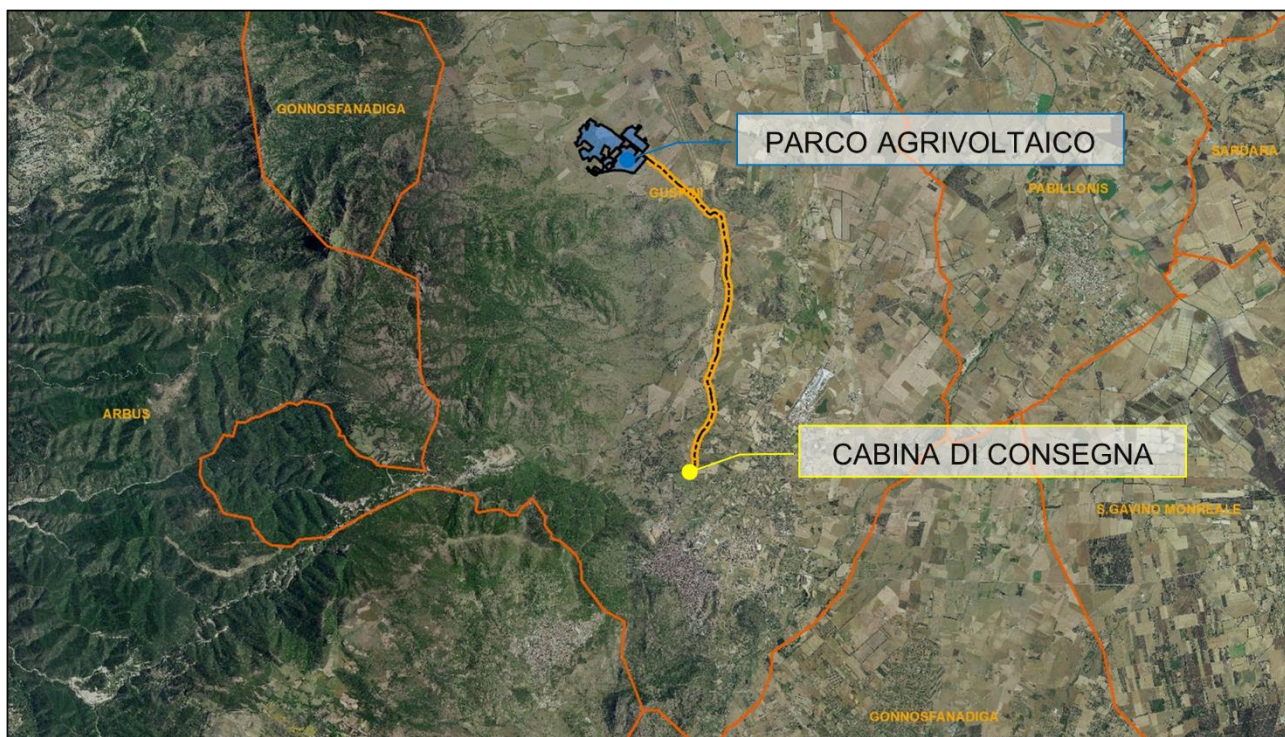 GONNOSFANADIGA
PARCO AGRIVOLTAICO
SARDARA
GUSPINI
PABILLONIS
ARBUS
CABINA DI CONSEGNA
S.GAVINO MONREALE
GONNOSFANADIGA